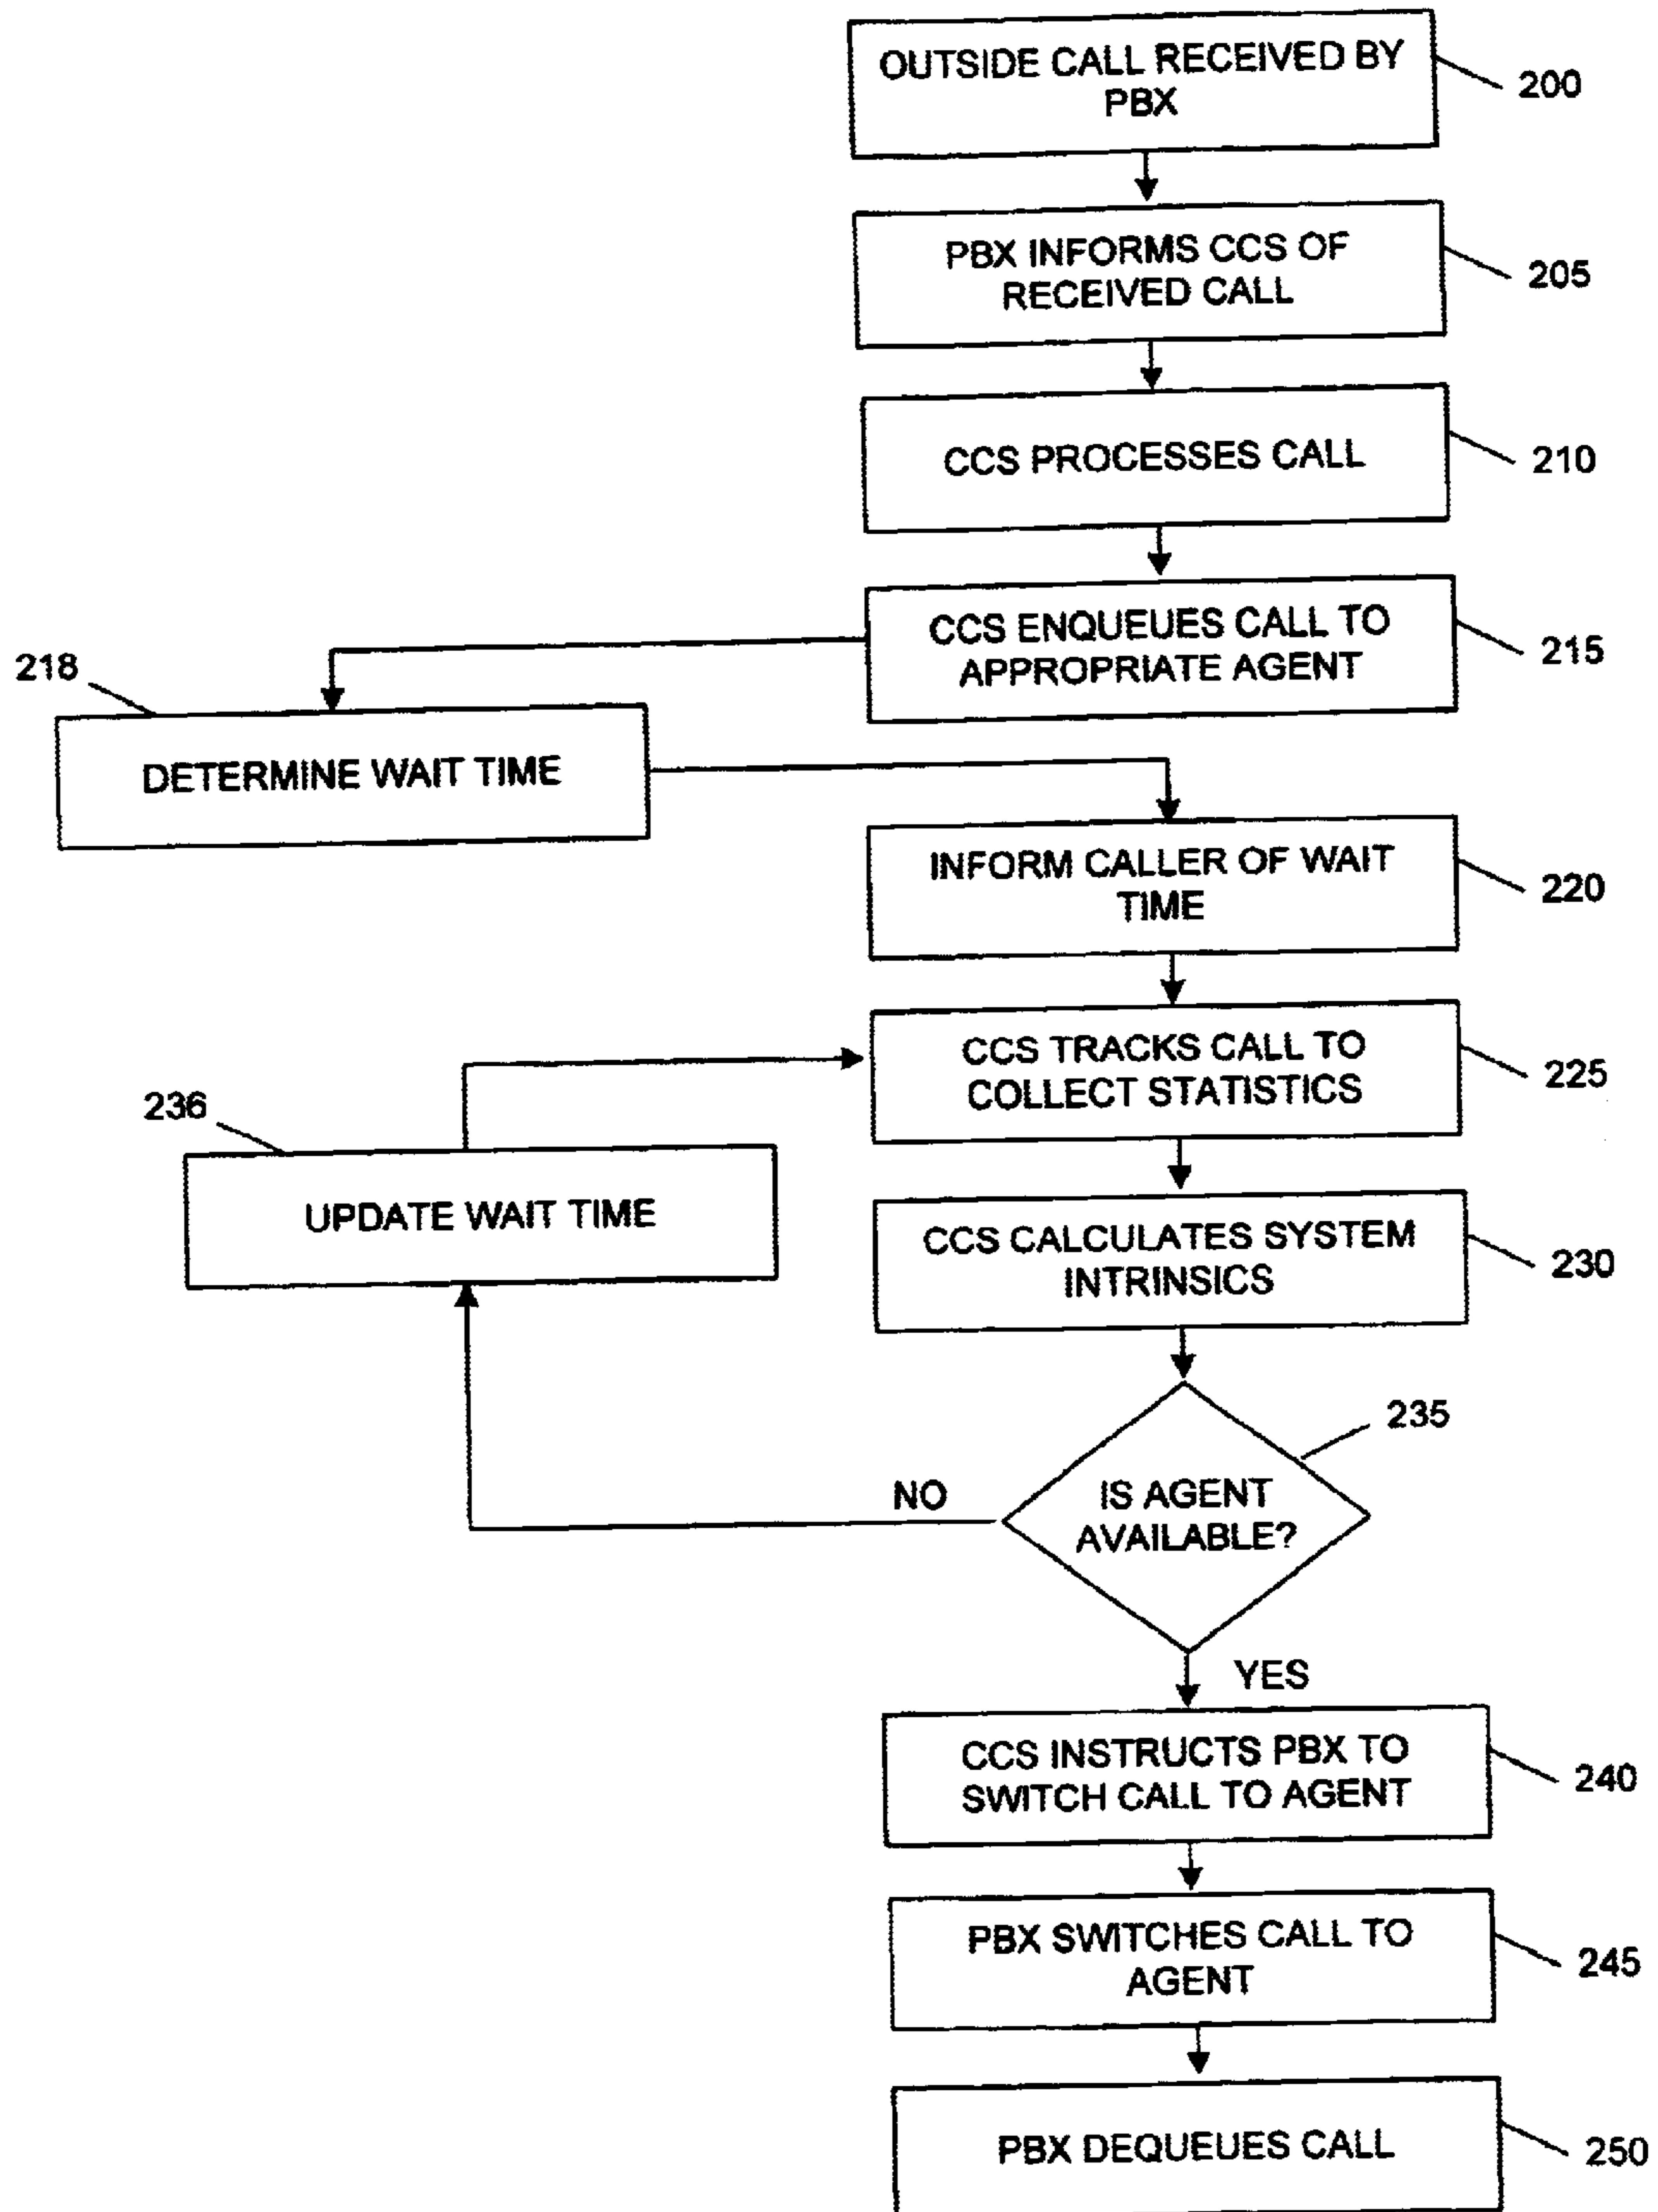 OUTSIDE CALL RECEIVED BY
PBX
200
PBX INFORMS CCS OF
RECEIVED CALL
205
CCS PROCESSES CALL
210
CCS ENQUEUES CALL TO
APPROPRIATE AGENT
215
218
DETERMINE WAIT TIME
INFORM CALLER OF WAIT
TIME
220
CCS TRACKS CALL TO
COLLECT STATISTICS
225
236
UPDATE WAIT TIME
CCS CALCULATES SYSTEM
INTRINSICS
230
235
IS AGENT
AVAILABLE?
NO
YES
CCS INSTRUCTS PBX TO
SWITCH CALL TO AGENT
240
PBX SWITCHES CALL TO
AGENT
245
PBX DEQUEUES CALL
250